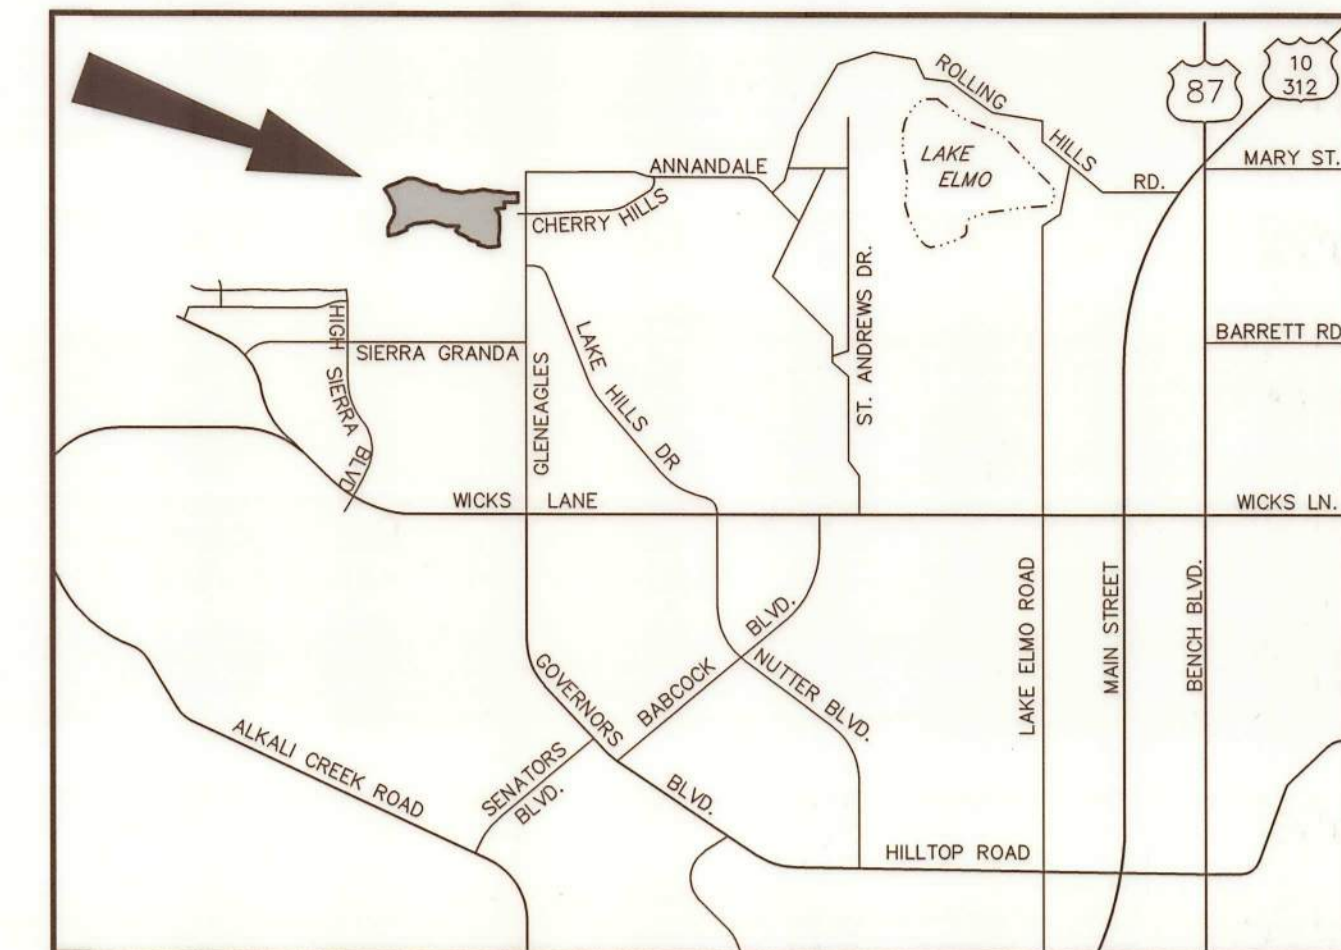 ROLLING
HILLS
RD.
87
10
312
MARY ST.
LAKE
ELMO
ANNANDALE
CHERRY HILLS
ST. ANDREWS DR.
BARRETT RD
HIGH SIERRA BLVD
SIERRA GRANDA
GLENEAGLES
LAKE HILLS DR
WICKS LANE
WICKS LN.
LAKE ELMO ROAD
MAIN STREET
BENCH BLVD.
GOVERNORS
BLVD.
BABCOCK
BLVD.
NUTTER BLVD.
SENATORS
BLVD.
ALKALI CREEK ROAD
HILLTOP ROAD